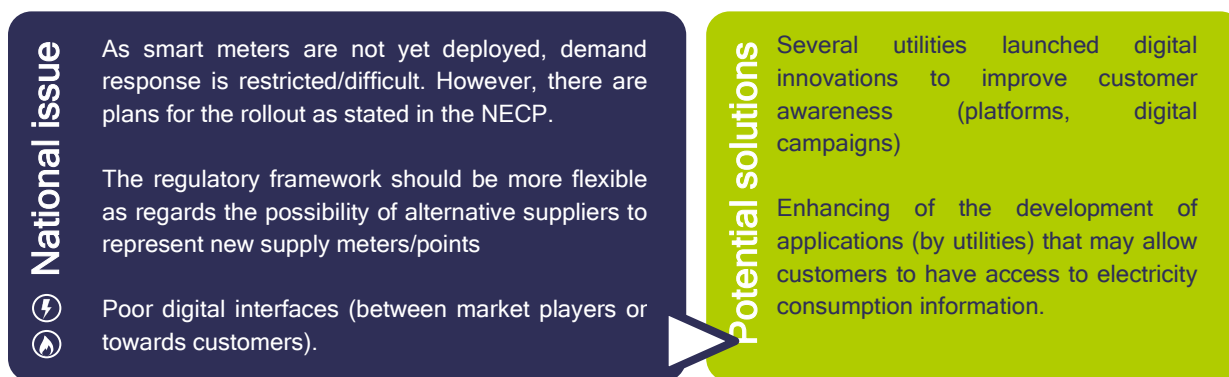 National issue
As smart meters are not yet deployed, demand
response is restricted/difficult. However, there are
plans for the rollout as stated in the NECP.
The regulatory framework should be more flexible
as regards the possibility of alternative suppliers to
represent new supply meters/points
Poor digital interfaces (between market players or
towards customers).
Potential solutions
Several utilities launched digital
innovations to improve customer
awareness (platforms, digital
campaigns)
Enhancing of the development of
applications (by utilities) that may allow
customers to have access to electricity
consumption information.